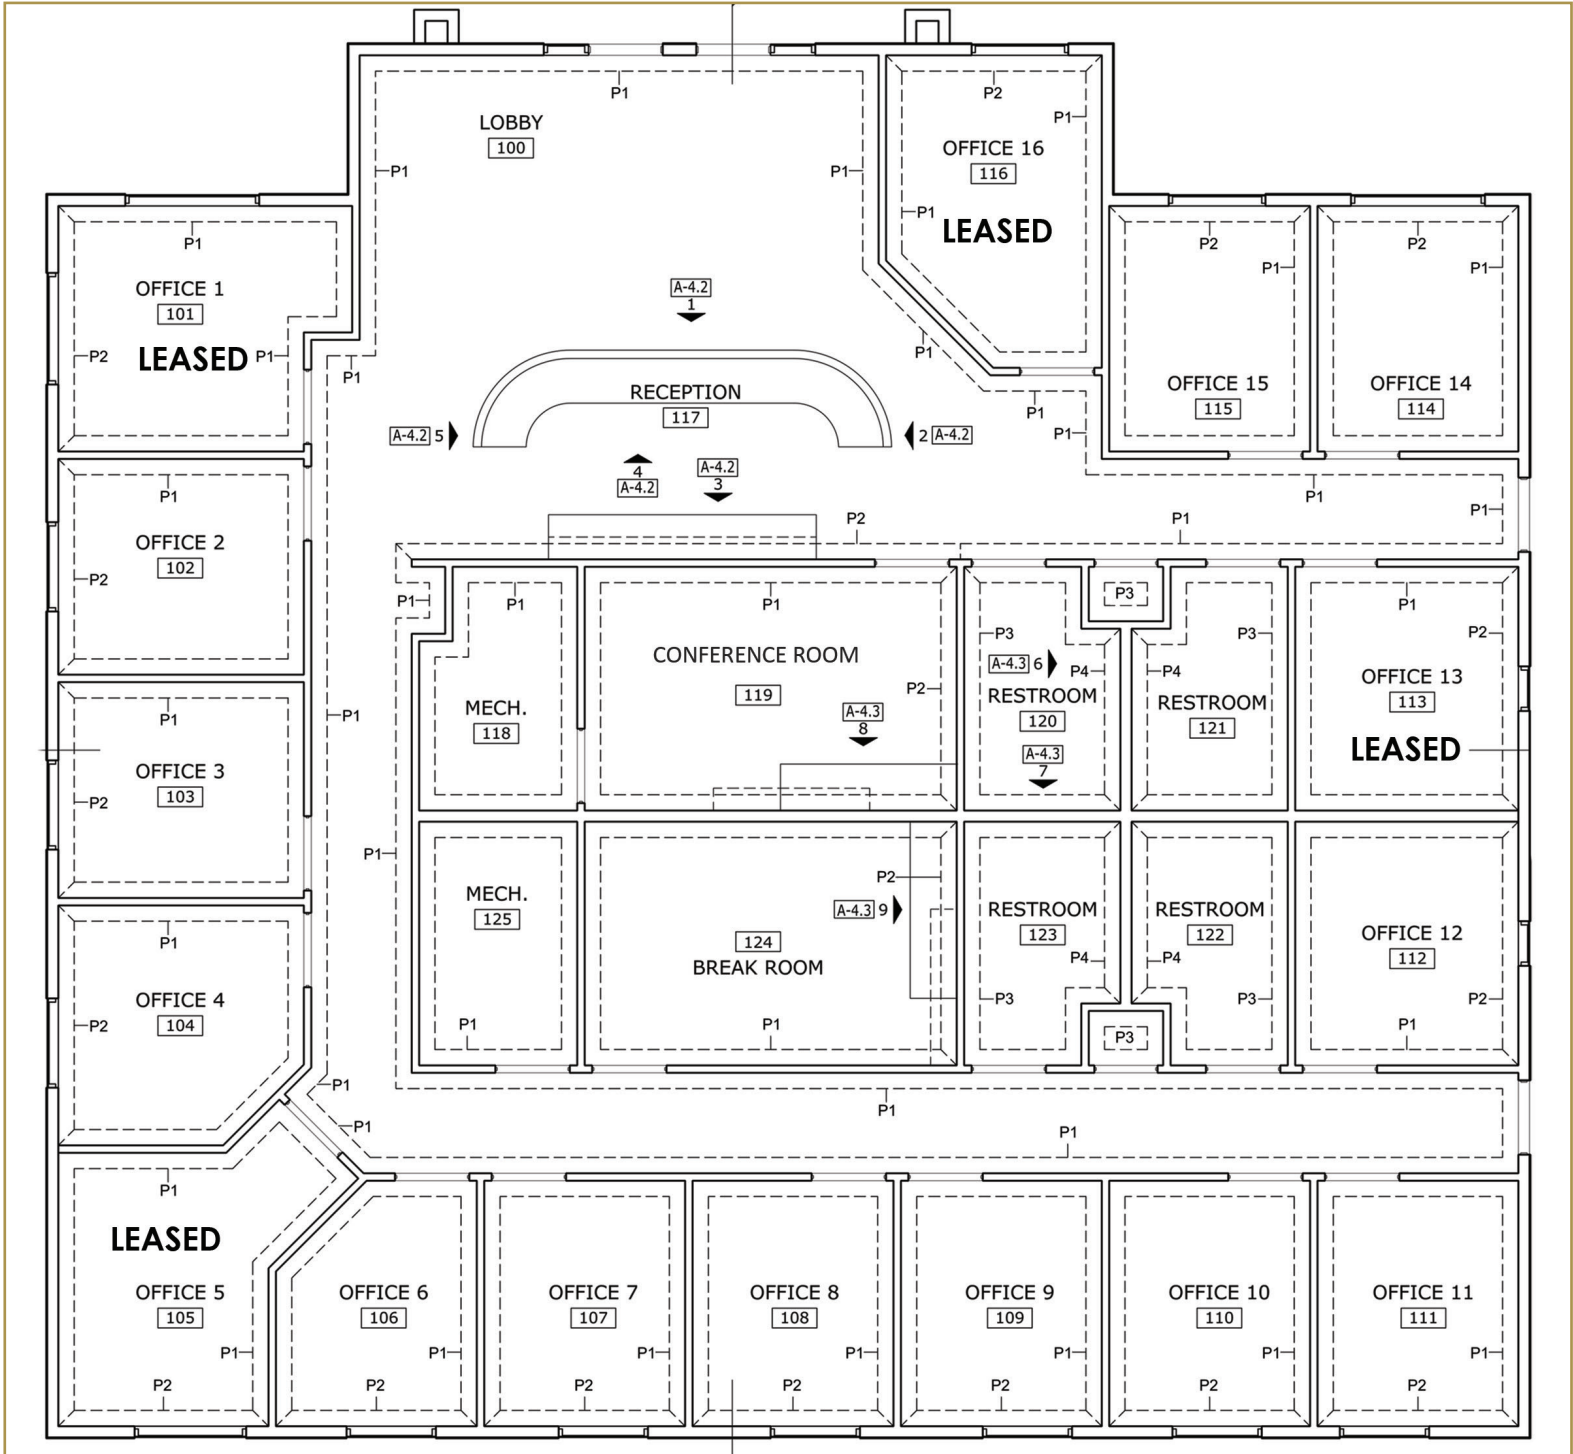 P1
LOBBY
100
P1
P1
P2
P1
OFFICE 16
116
P1
LEASED
P1
OFFICE 1
101
P2
LEASED
P1
P1
A-4.2
1
RECEPTION
117
A-4.2 5
2 A-4.2
4
A-4.2
A-4.2
3
P1
P1
P1
P2
P1
OFFICE 15
115
P2
P1
OFFICE 14
114
P1
P1
P1
OFFICE 2
102
P2
P2
P1
P1
P1
MECH.
118
P1
CONFERENCE ROOM
119
P2
A-4.3
8
P3
A-4.3 6
P4
RESTROOM
120
A-4.3
7
P3
P3
P4
RESTROOM
121
P1
P2
OFFICE 13
113
LEASED
P1
OFFICE 3
103
P2
P1
P1
MECH.
125
P1
P2
A-4.3 9
124
BREAK ROOM
P1
RESTROOM
123
P4
P3
RESTROOM
122
P4
P3
P3
OFFICE 12
112
P2
P1
P1
OFFICE 4
104
P2
P1
P1
P1
P1
P1
LEASED
OFFICE 5
105
P1
P2
OFFICE 6
106
P1
P2
OFFICE 7
107
P1
P2
OFFICE 8
108
P1
P2
OFFICE 9
109
P1
P2
OFFICE 10
110
P1
P2
OFFICE 11
111
P1
P2